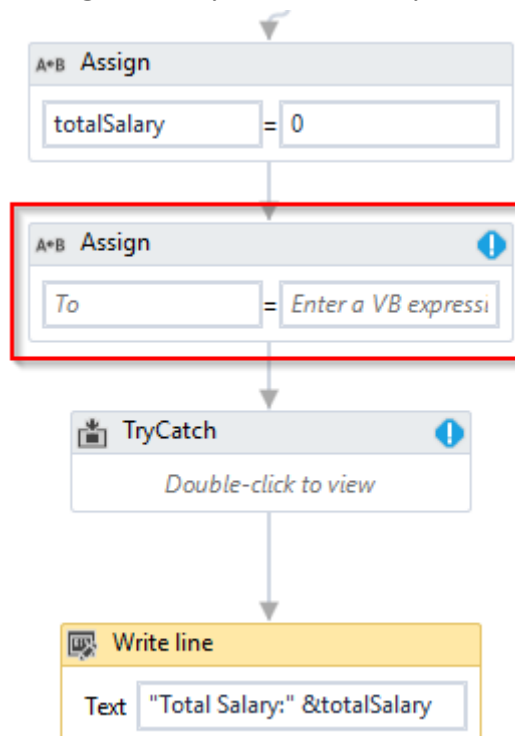 A+B Assign
totalSalary = 0
A+B Assign
To = Enter a VB expressi
TryCatch
Double-click to view
Write line
Text "Total Salary:" &totalSalary